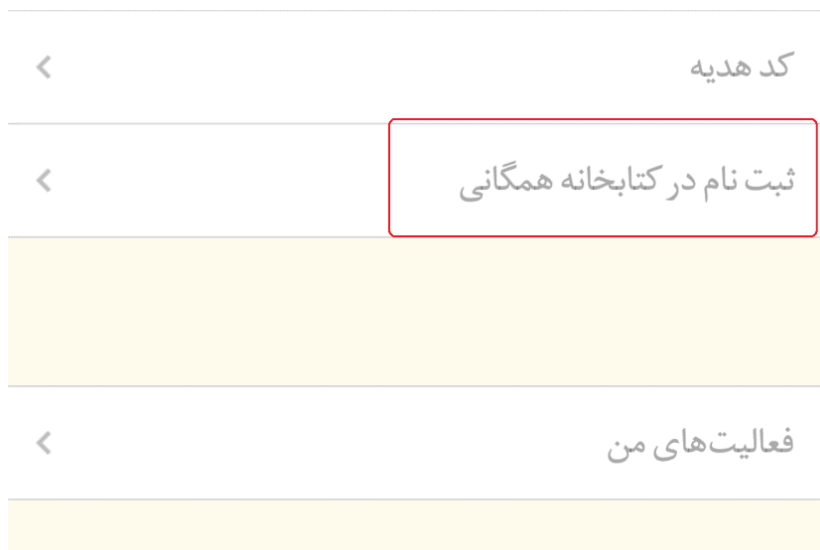 کد هدیه
ثبت نام در کتابخانه همگانی
فعالیت‌های من